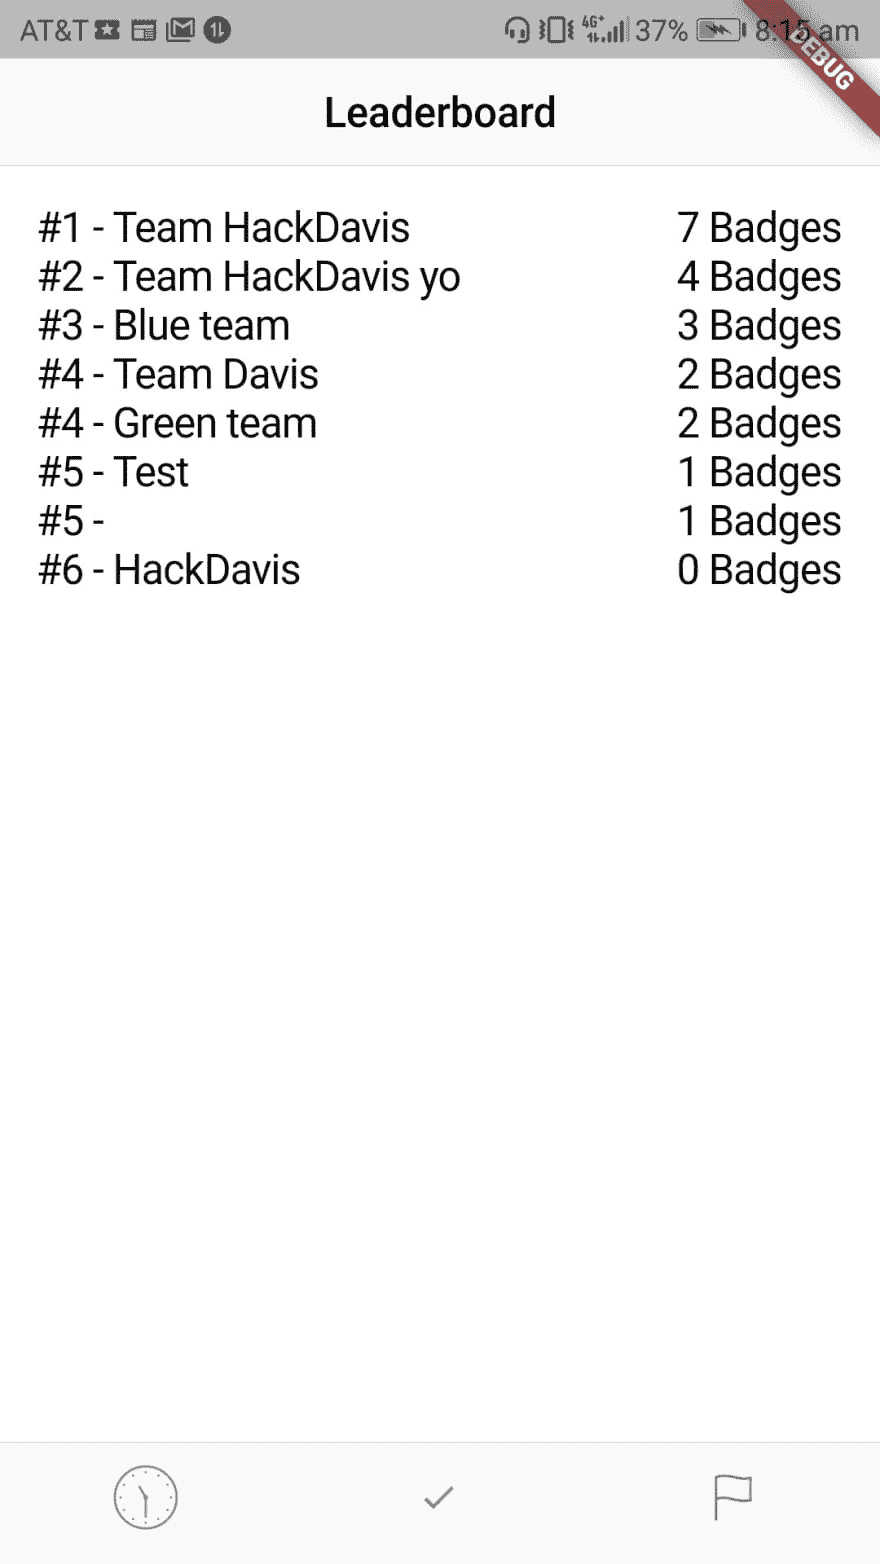 AT&T 4G+ 37% 8:15 am
DEBUG
Leaderboard
#1 - Team HackDavis 7 Badges
#2 - Team HackDavis yo 4 Badges
#3 - Blue team 3 Badges
#4 - Team Davis 2 Badges
#4 - Green team 2 Badges
#5 - Test 1 Badges
#5 - 1 Badges
#6 - HackDavis 0 Badges